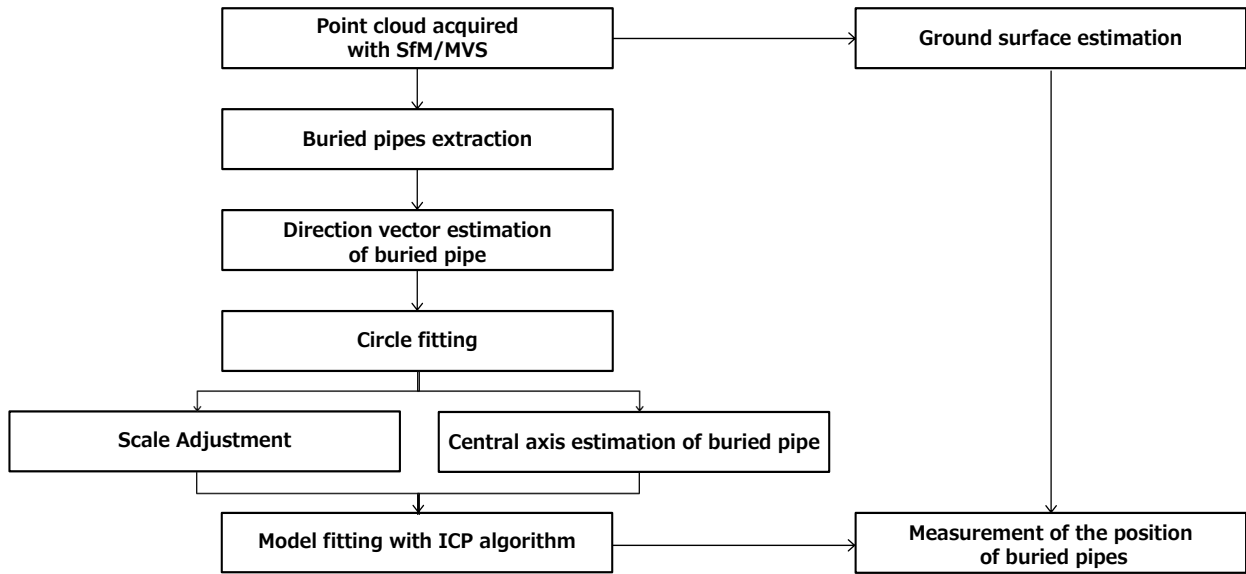 Point cloud acquired
with SfM/MVS
Ground surface estimation
Buried pipes extraction
Direction vector estimation
of buried pipe
Circle fitting
Scale Adjustment
Central axis estimation of buried pipe
Model fitting with ICP algorithm
Measurement of the position
of buried pipes